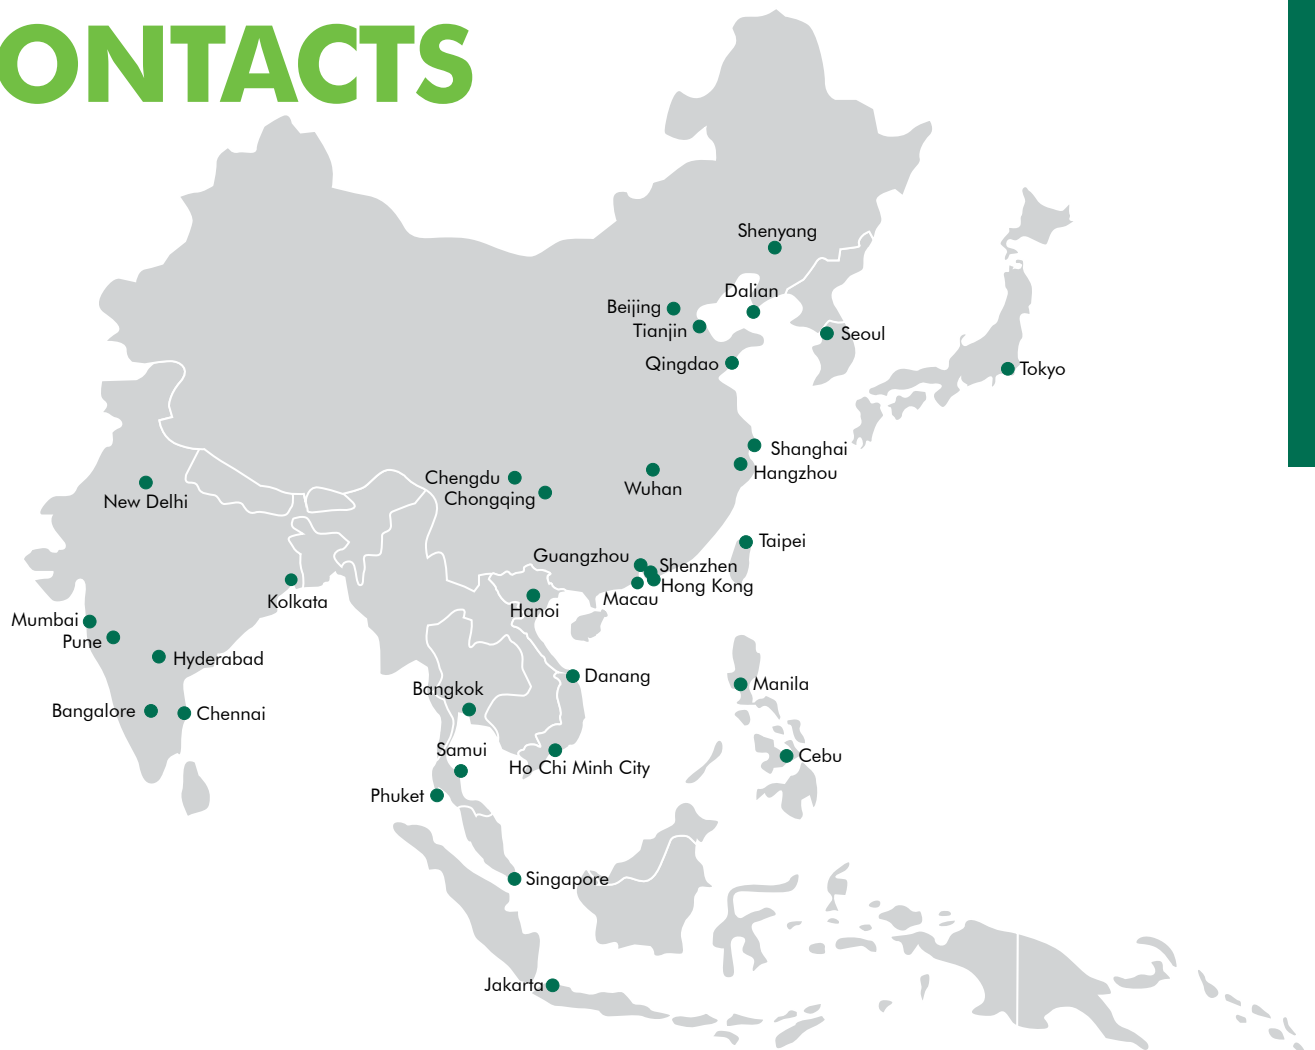 ONTACTS
Shenyang
Dalian
Beijing
Tianjin
Seoul
Qingdao
Tokyo
Shanghai
Hangzhou
Chengdu
Chongqing
Wuhan
New Delhi
Taipei
Guangzhou
Shenzhen
Hong Kong
Macau
Hanoi
Kolkata
Mumbai
Pune
Hyderabad
Danang
Manila
Bangkok
Bangalore
Chennai
Samui
Cebu
Ho Chi Minh City
Phuket
Singapore
Jakarta